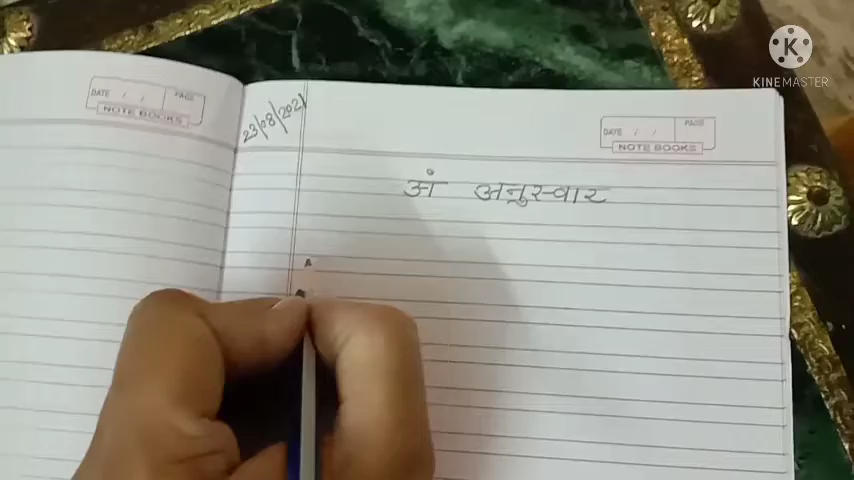 K
KINEMASTER
DATE / / PAGE
NOTE BOOKS
23/08/2021
DATE / / PAGE
NOTE BOOKS
अं अनुस्वार